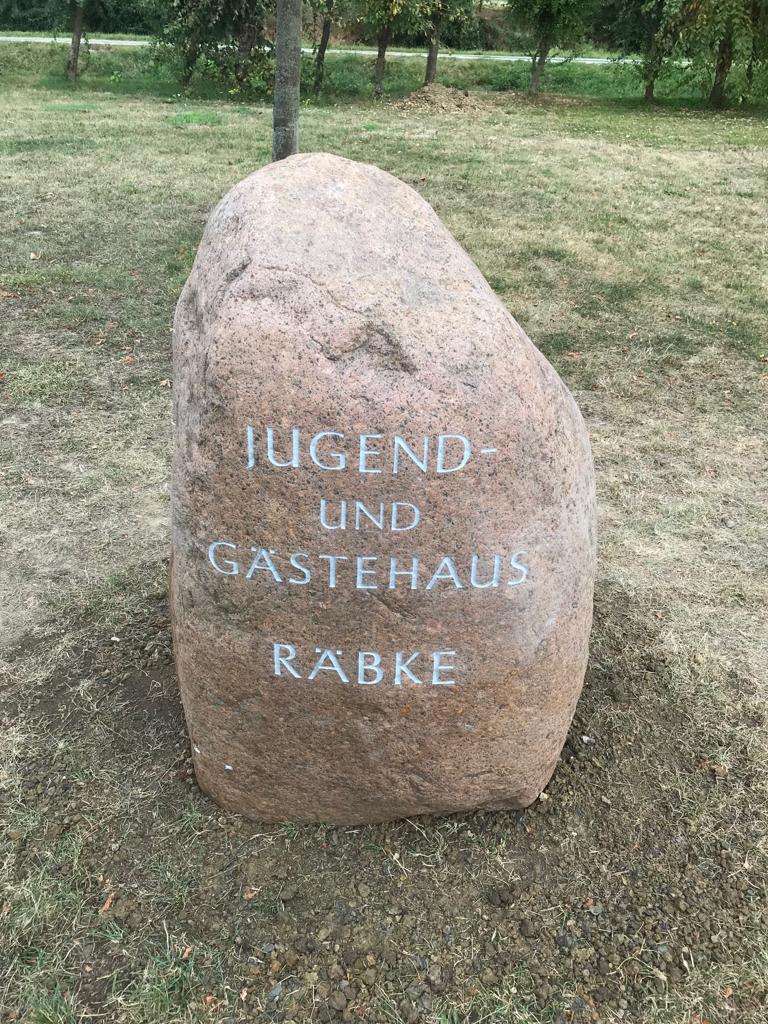 JUGEND-
UND
GÄSTEHAUS
RÄBKE